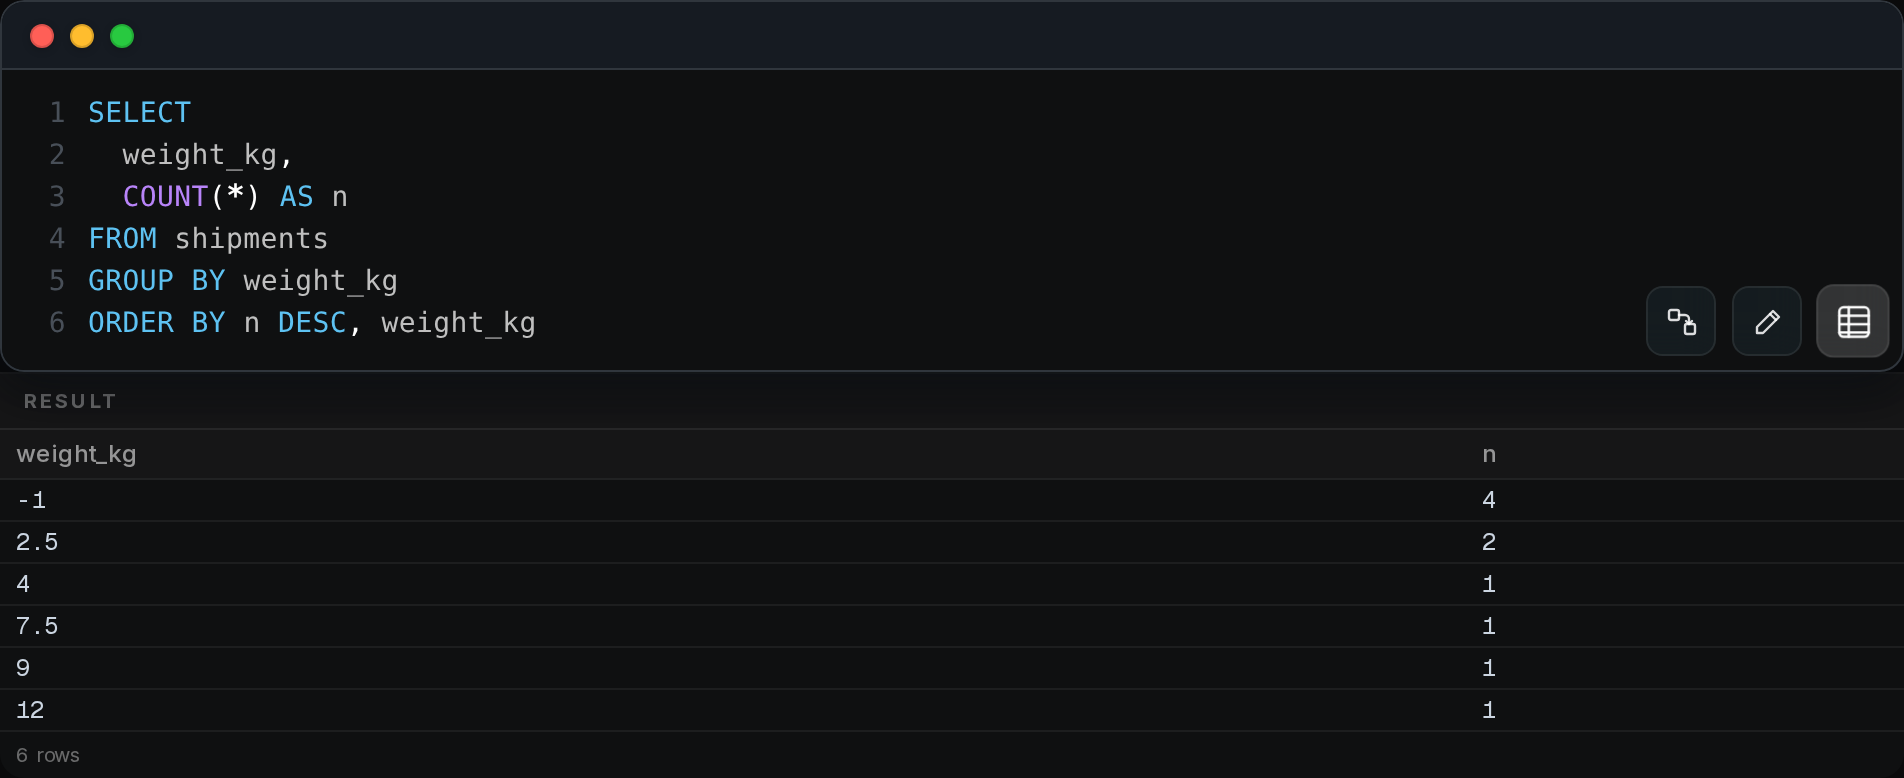 1 SELECT
2   weight_kg,
3   COUNT(*) AS n
4 FROM shipments
5 GROUP BY weight_kg
6 ORDER BY n DESC, weight_kg
RESULT
weight_kg n
-1 4
2.5 2
4 1
7.5 1
9 1
12 1
6 rows